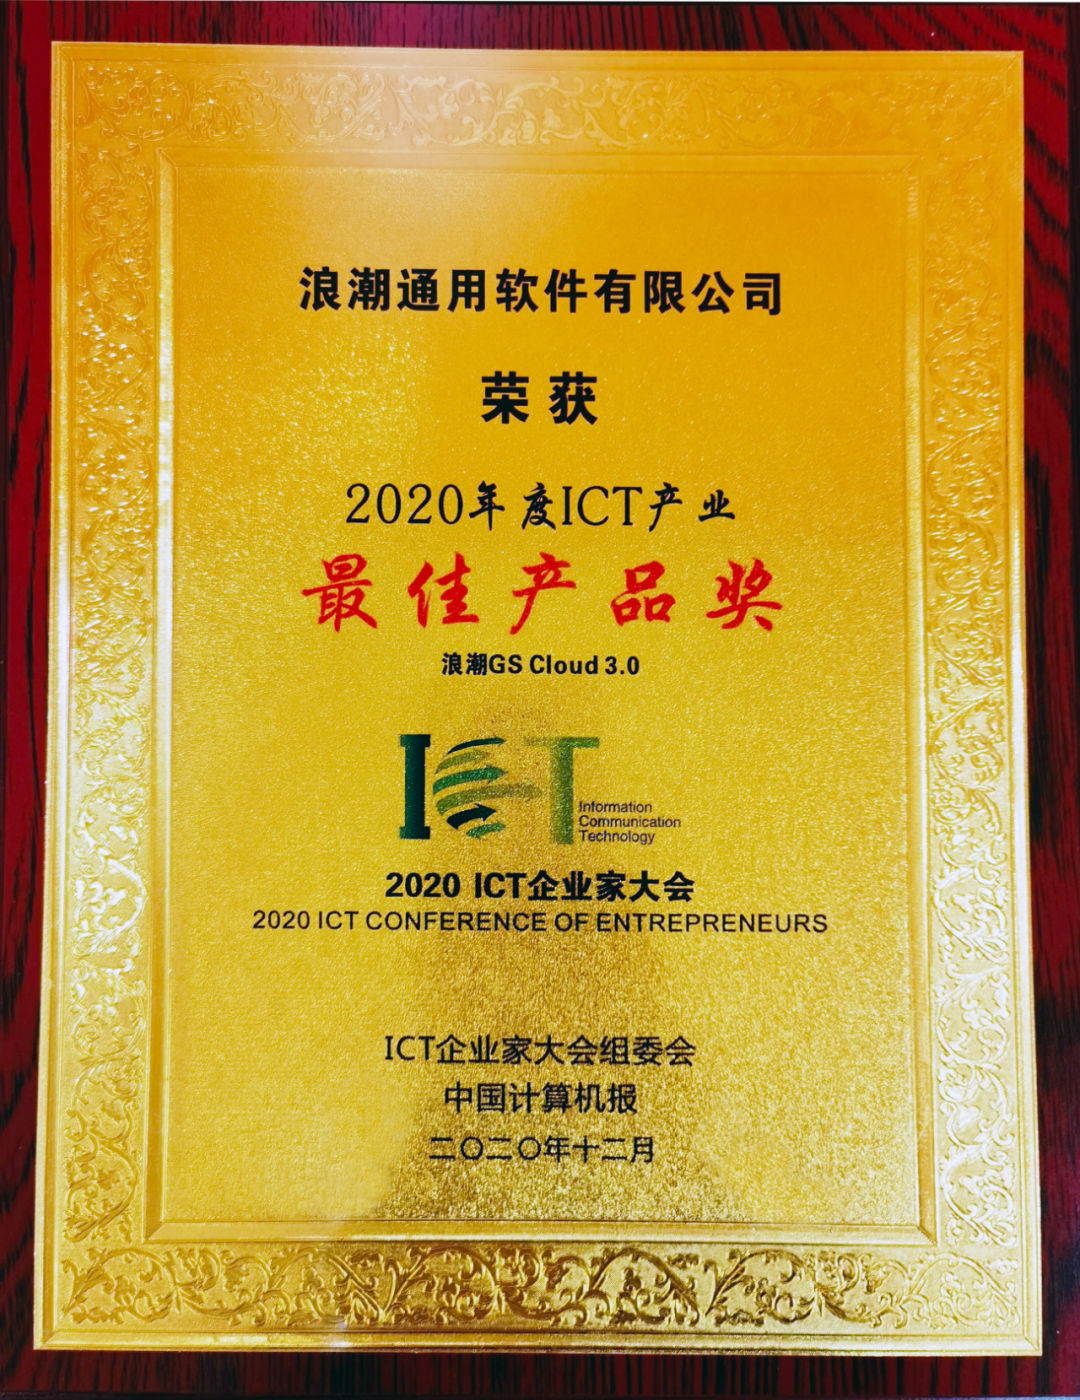 浪潮通用软件有限公司
荣获
2020年度ICT产业
最佳产品奖
浪潮GS Cloud 3.0
ICT
Information
Communication
Technology
2020 ICT企业家大会
2020 ICT CONFERENCE OF ENTREPRENEURS
ICT企业家大会组委会
中国计算机报
二〇二〇年十二月